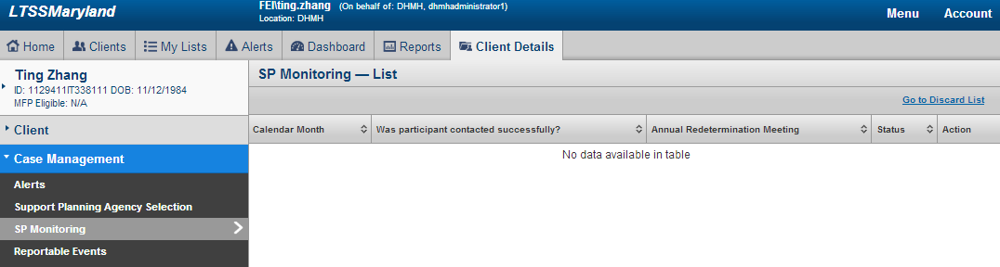 LTSSMaryland
FEI\ting.zhang (On behalf of: DHMH, dhmhadministrator1)
Location: DHMH
Menu Account
Home Clients My Lists Alerts Dashboard Reports Client Details
Ting Zhang
ID: 1129411IT338111 DOB: 11/12/1984
MFP Eligible: N/A
Client
Case Management
Alerts
Support Planning Agency Selection
SP Monitoring
Reportable Events
SP Monitoring — List
Go to Discard List
Calendar Month Was participant contacted successfully? Annual Redetermination Meeting Status Action
No data available in table